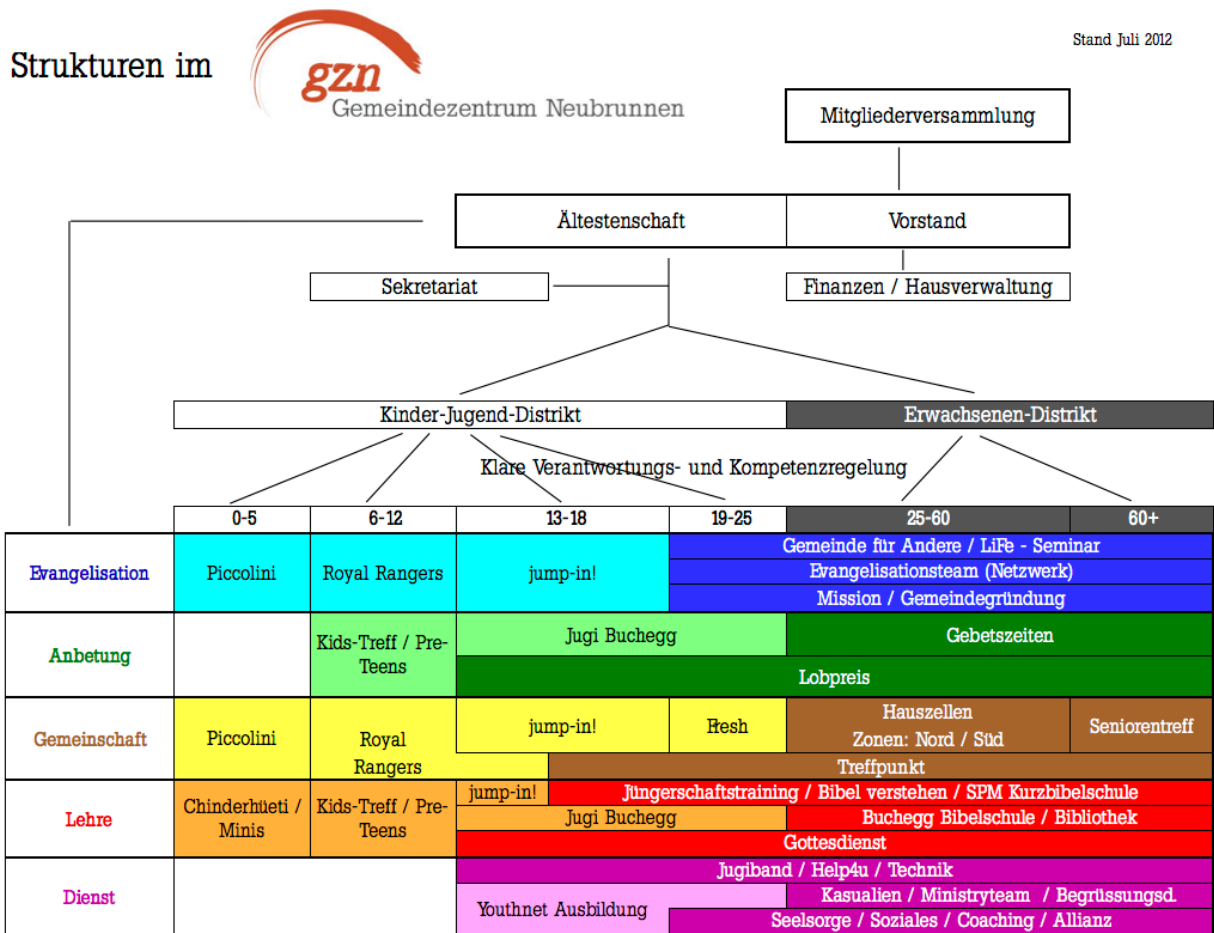 Stand Juli 2012
Strukturen im
gzn
Gemeindezentrum Neubrunnen
Mitgliederversammlung
Ältestenschaft
Vorstand
Sekretariat
Finanzen / Hausverwaltung
Kinder-Jugend-Distrikt
Erwachsenen-Distrikt
Klare Verantwortungs- und Kompetenzregelung
0-5
6-12
13-18
19-25
25-60
60+
Evangelisation
Piccolini
Royal Rangers
jump-in!
Gemeinde für Andere / LiFe - Seminar
Evangelisationsteam (Netzwerk)
Mission / Gemeindegründung
Anbetung
Kids-Treff / Pre-
Teens
Jugi Buchegg
Gebetszeiten
Lobpreis
Gemeinschaft
Piccolini
Royal
Rangers
jump-in!
Fresh
Hauszellen
Zonen: Nord / Süd
Seniorentreff
Treffpunkt
Lehre
Chinderhüeti /
Minis
Kids-Treff / Pre-
Teens
jump-in!
Jüngerschaftstraining / Bibel verstehen / SPM Kurzbibelschule
Jugi Buchegg
Buchegg Bibelschule / Bibliothek
Gottesdienst
Dienst
Jugiband / Help4u / Technik
Youthnet Ausbildung
Kasualien / Ministryteam / Begrüssungsd.
Seelsorge / Soziales / Coaching / Allianz